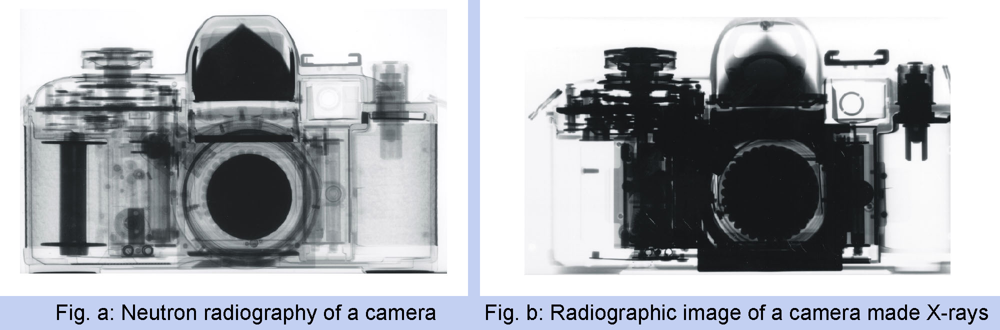 Fig. a: Neutron radiography of a camera
Fig. b: Radiographic image of a camera made X-rays